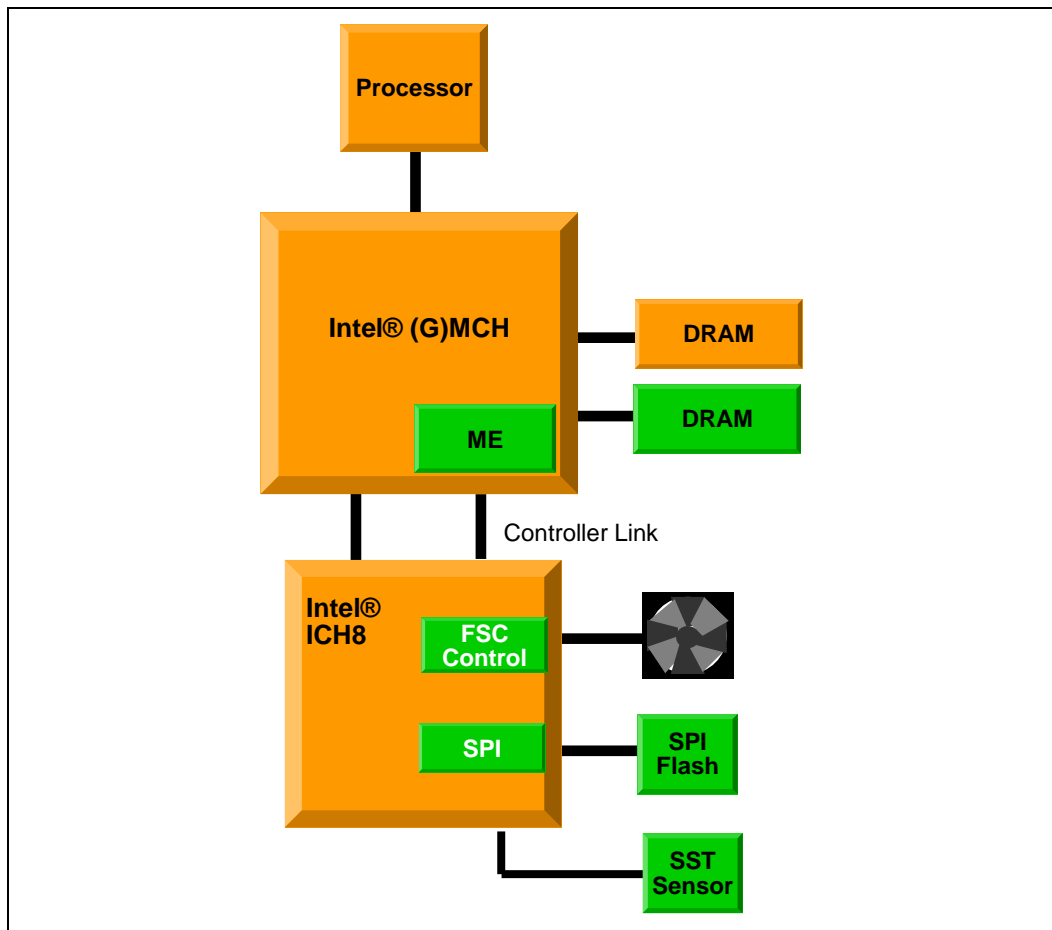 Processor
Intel® (G)MCH
DRAM
DRAM
ME
Controller Link
Intel®
ICH8
FSC
Control
SPI
SPI
Flash
SST
Sensor